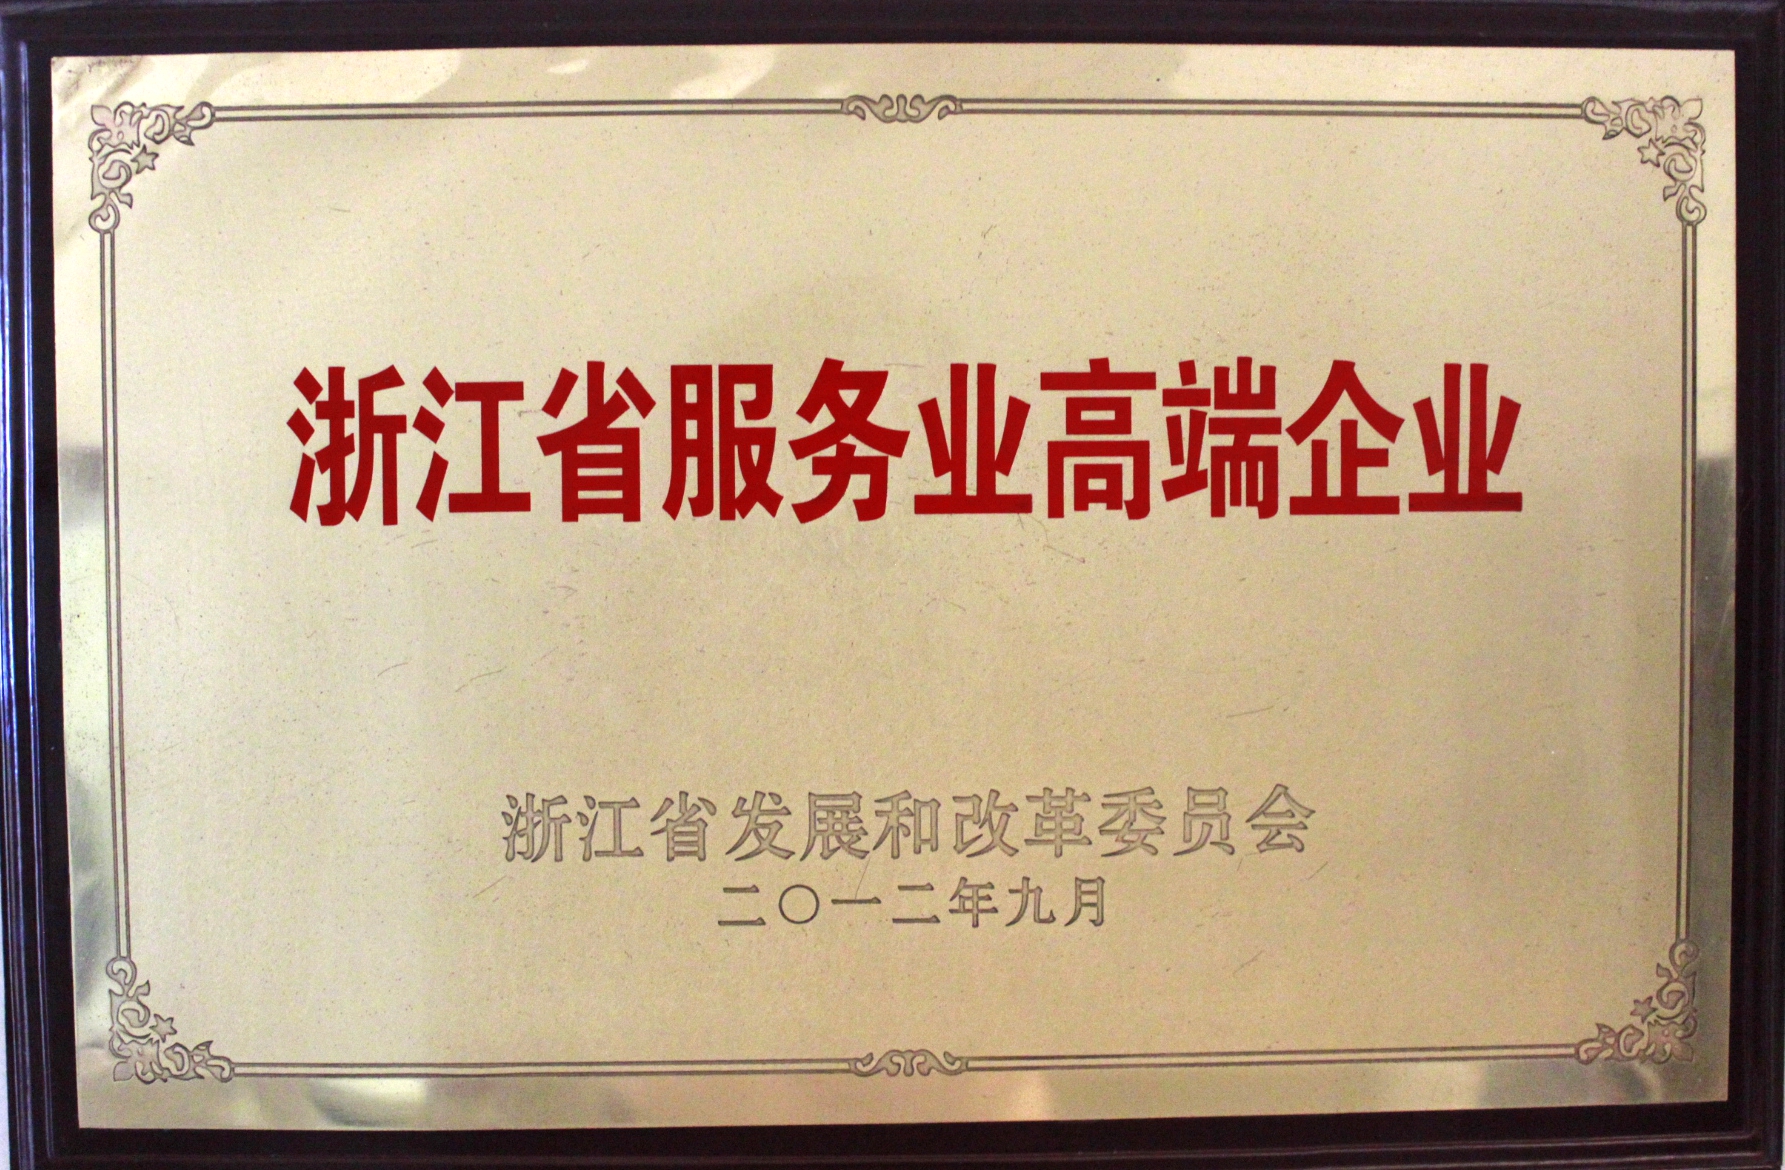 浙江省服务业高端企业
浙江省发展和改革委员会
二〇一二年九月